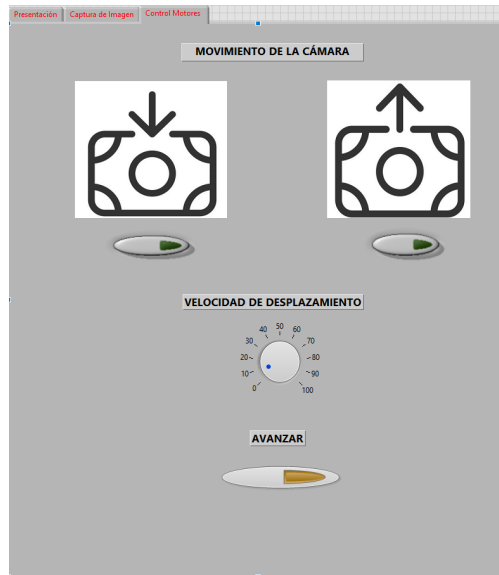 Presentación Captura de Imagen Control Motores
MOVIMIENTO DE LA CÁMARA
VELOCIDAD DE DESPLAZAMIENTO
40 50 60
30 70
20 80
10 90
0 100
AVANZAR